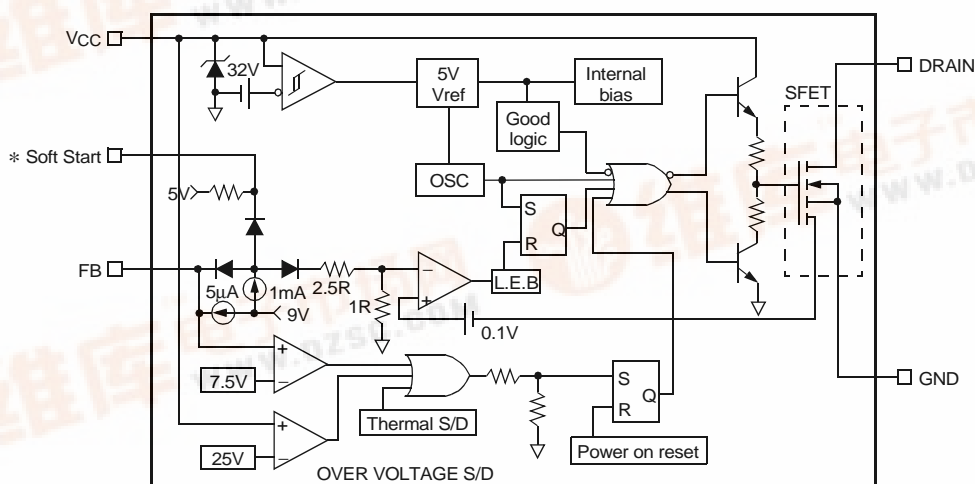 VCC
DRAIN
32V
5V
Vref
Internal
bias
SFET
Good
logic
* Soft Start
OSC
5V
S
R
Q
FB
5μA
1mA
2.5R
9V
1R
−
+
L.E.B
0.1V
+
−
7.5V
Thermal S/D
S
R
Q
GND
+
−
25V
Power on reset
OVER VOLTAGE S/D